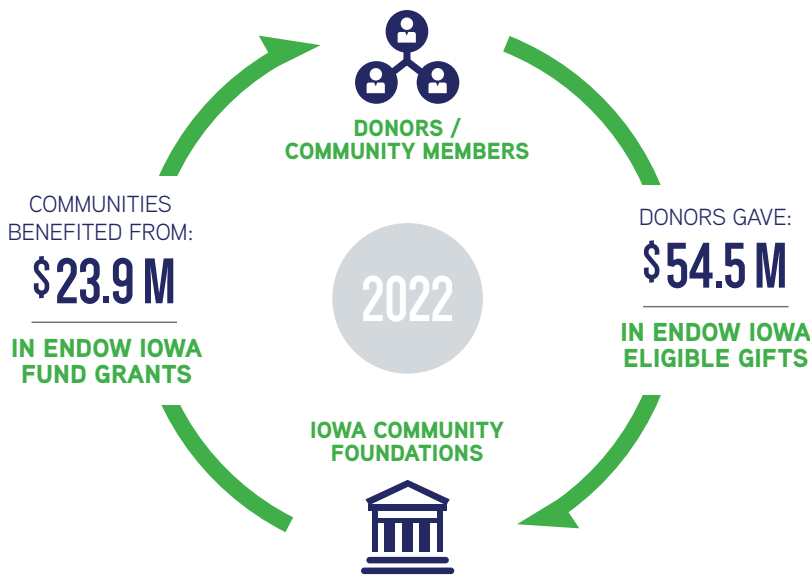 DONORS /
COMMUNITY MEMBERS
COMMUNITIES
BENEFITED FROM:
$23.9 M
IN ENDOW IOWA
FUND GRANTS
2022
DONORS GAVE:
$54.5 M
IN ENDOW IOWA
ELIGIBLE GIFTS
IOWA COMMUNITY
FOUNDATIONS